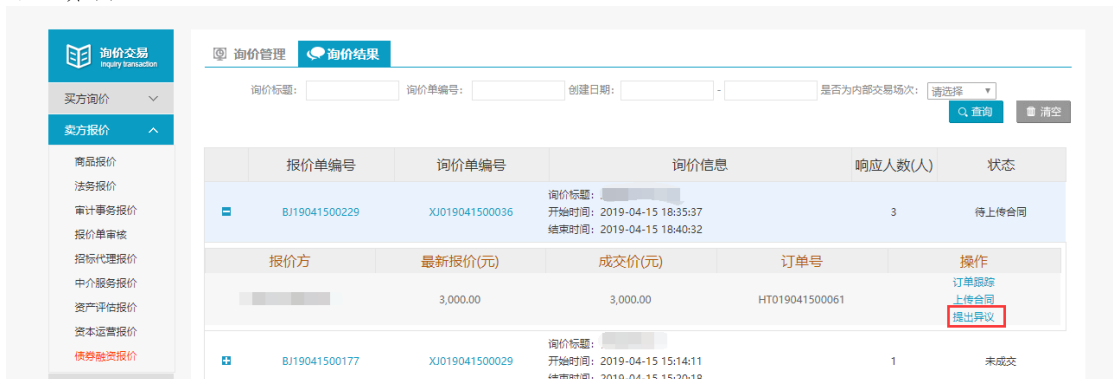 询价交易
Inquiry transaction
询价管理 询价结果
询价标题： 询价单编号： 创建日期： - 是否为内部交易场次： 请选择
查询 清空
买方询价
卖方报价
商品报价
法务报价
审计事务报价
报价单审核
招标代理报价
中介服务报价
资产评估报价
资本运营报价
债券融资报价
报价单编号 询价单编号 询价信息 响应人数(人) 状态
询价标题：
BJ19041500229 XJ019041500036 开始时间：2019-04-15 18:35:37 3 待上传合同
结束时间：2019-04-15 18:40:32
报价方 最新报价(元) 成交价(元) 订单号 操作
订单跟踪
3,000.00 3,000.00 HT019041500061 上传合同
提出异议
询价标题：
BJ19041500177 XJ019041500029 开始时间：2019-04-15 15:14:11 1 未成交
结束时间：2019-04-15 15:20:18